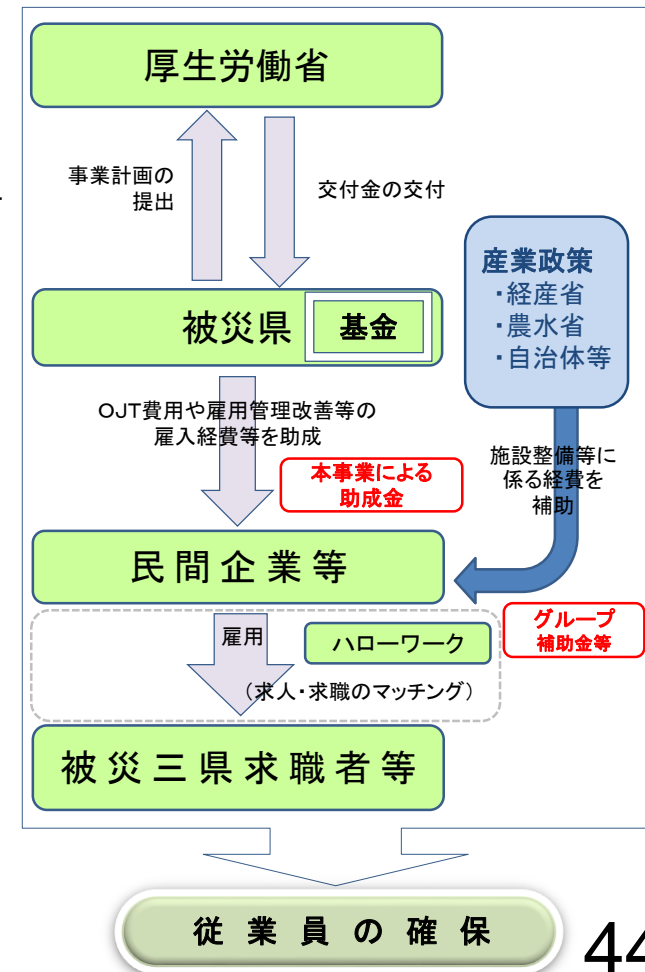 厚生労働省
事業計画の
提出
交付金の交付
産業政策
・経産省
・農水省
・自治体等
被災県
基金
OJT費用や雇用管理改善等の
雇入経費等を助成
本事業による
助成金
施設整備等に
係る経費を
補助
民間企業等
グループ
補助金等
雇用
ハローワーク
（求人・求職のマッチング）
被災三県求職者等
従業員の確保
44